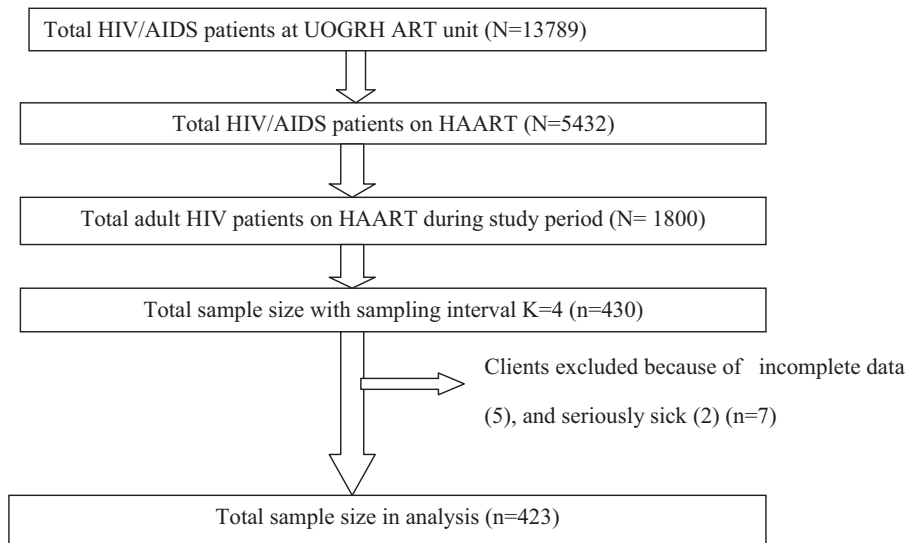 Total HIV/AIDS patients at UOGRH ART unit (N=13789)
Total HIV/AIDS patients on HAART (N=5432)
Total adult HIV patients on HAART during study period (N= 1800)
Total sample size with sampling interval K=4 (n=430)
Clients excluded because of incomplete data
(5), and seriously sick (2) (n=7)
Total sample size in analysis (n=423)